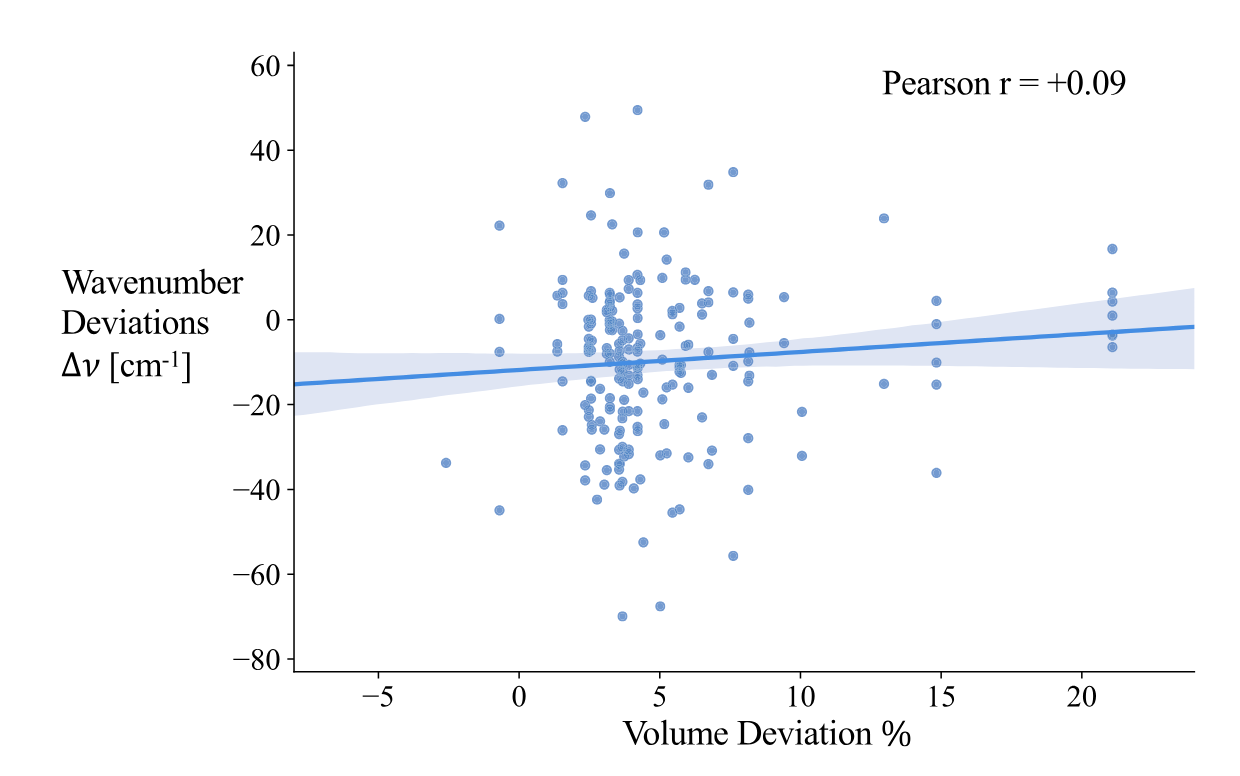 Pearson r = +0.09
60
40
20
0
−20
−40
−60
−80
Wavenumber
Deviations
Δν [cm⁻¹]
−5 0 5 10 15 20
Volume Deviation %